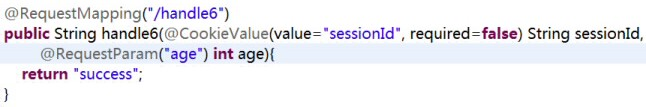 @RequestMapping("/handle6")
public String handle6(@CookieValue(value="sessionId", required=false) String sessionId,
@RequestParam("age") int age){
return "success";
}